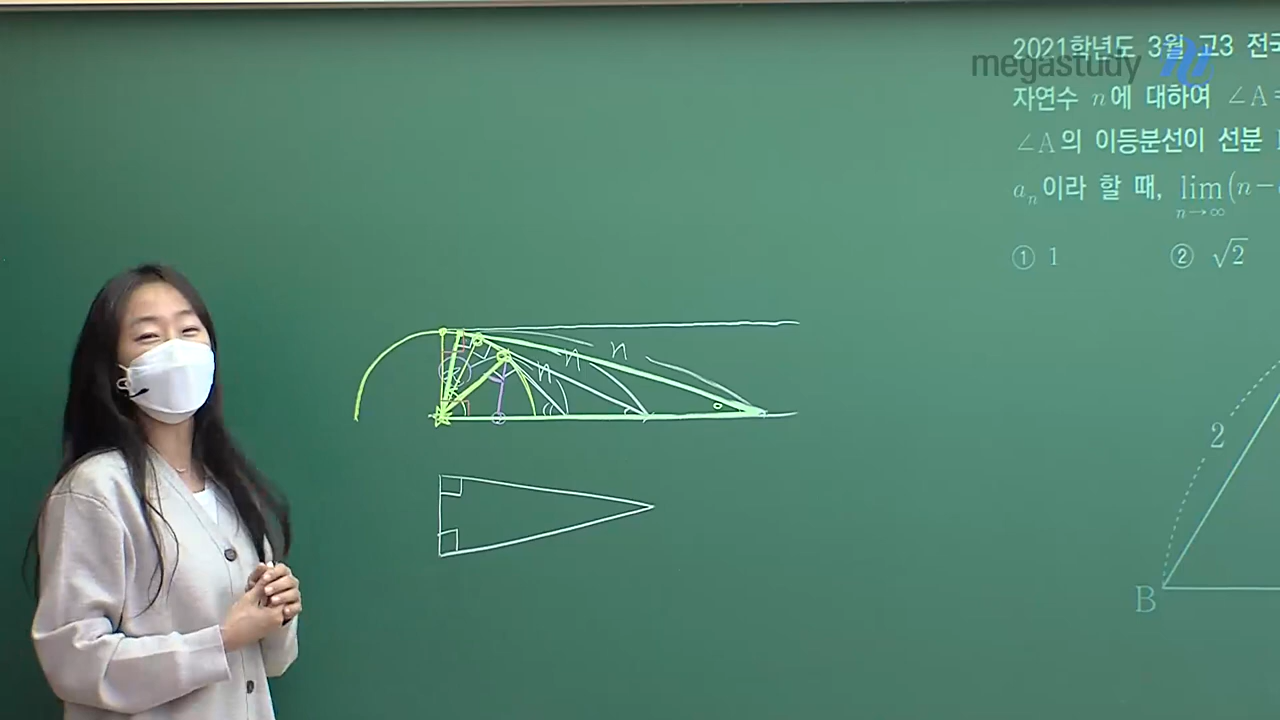 megastudy
2021학년도 3월 고3 전국
자연수 n에 대하여 ∠A=
∠A의 이등분선이 선분
aₙ이라 할 때, lim n→∞ (n-
① 1 ② √2
n n n
2
B